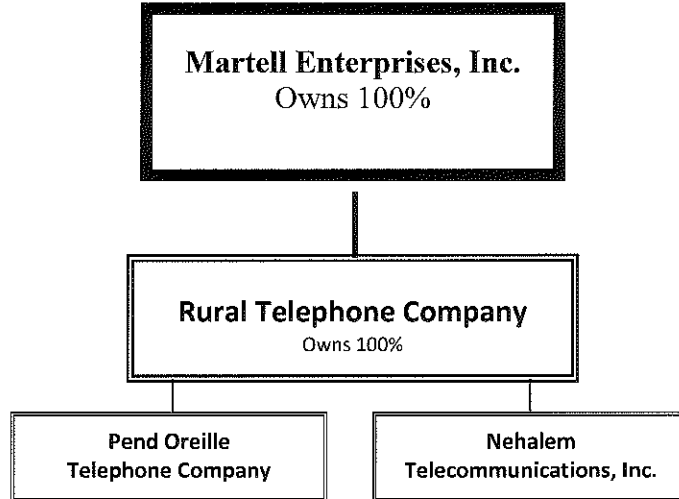 Martell Enterprises, Inc.
Owns 100%
Rural Telephone Company
Owns 100%
Pend Oreille
Telephone Company
Nehalem
Telecommunications, Inc.